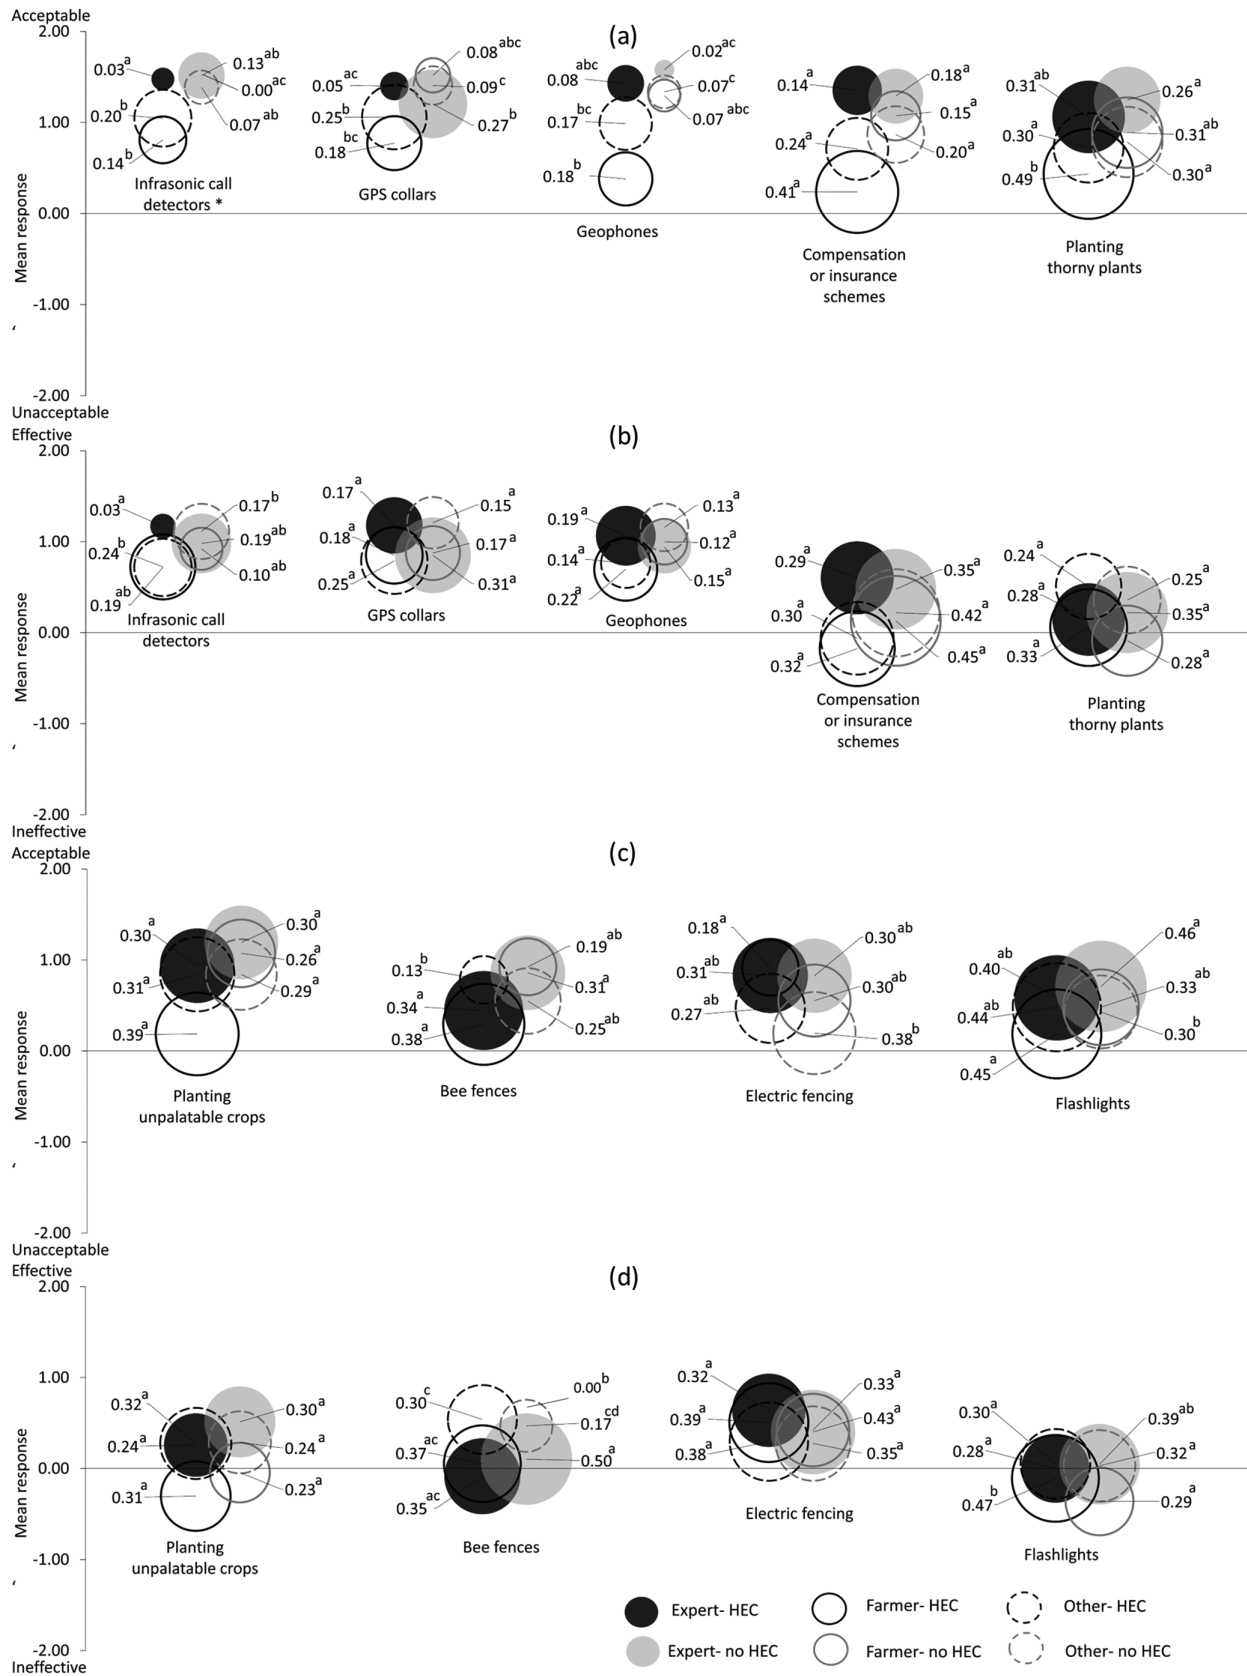 Acceptable
2.00
(a)
0.03a
0.13ab
0.00ac
0.20b
0.07ab
0.14b
Infrasonic call
detectors *
0.08abc
0.05ac
0.09c
0.25b
0.27b
0.18bc
GPS collars
0.02ac
0.08abc
0.07c
0.17bc
0.07abc
0.18b
Geophones
0.14a
0.18a
0.15a
0.24a
0.20a
0.41a
Compensation
or insurance
schemes
0.31ab
0.26a
0.30a
0.31ab
0.49b
0.30a
Planting
thorny plants
1.00
0.00
-1.00
-2.00
Mean response
Unacceptable
Effective
2.00
(b)
0.03a
0.17b
0.24b
0.19ab
0.10ab
0.19ab
Infrasonic call
detectors
0.17a
0.15a
0.18a
0.17a
0.25a
0.31a
GPS collars
0.19a
0.13a
0.14a
0.12a
0.22a
0.15a
Geophones
0.29a
0.35a
0.30a
0.42a
0.32a
0.45a
Compensation
or insurance
schemes
0.24a
0.25a
0.28a
0.35a
0.33a
0.28a
Planting
thorny plants
1.00
0.00
-1.00
-2.00
Mean response
Ineffective
Acceptable
2.00
(c)
0.30a
0.30a
0.26a
0.31a
0.29a
0.39a
Planting
unpalatable crops
0.13b
0.19ab
0.34a
0.31a
0.38a
0.25ab
Bee fences
0.18a
0.30ab
0.31ab
0.30ab
0.27ab
0.38b
Electric fencing
0.46a
0.40ab
0.33ab
0.44ab
0.30b
0.45a
Flashlights
1.00
0.00
-1.00
-2.00
Mean response
Unacceptable
Effective
2.00
(d)
0.32a
0.30a
0.24a
0.24a
0.31a
0.23a
Planting
unpalatable crops
0.30c
0.00b
0.17cd
0.37ac
0.50a
0.35ac
Bee fences
0.32a
0.33a
0.39a
0.43a
0.38a
0.35a
Electric fencing
0.30a
0.39ab
0.28a
0.32a
0.47b
0.29a
Flashlights
1.00
0.00
-1.00
-2.00
Mean response
Ineffective
Expert- HEC
Farmer- HEC
Other- HEC
Expert- no HEC
Farmer- no HEC
Other- no HEC